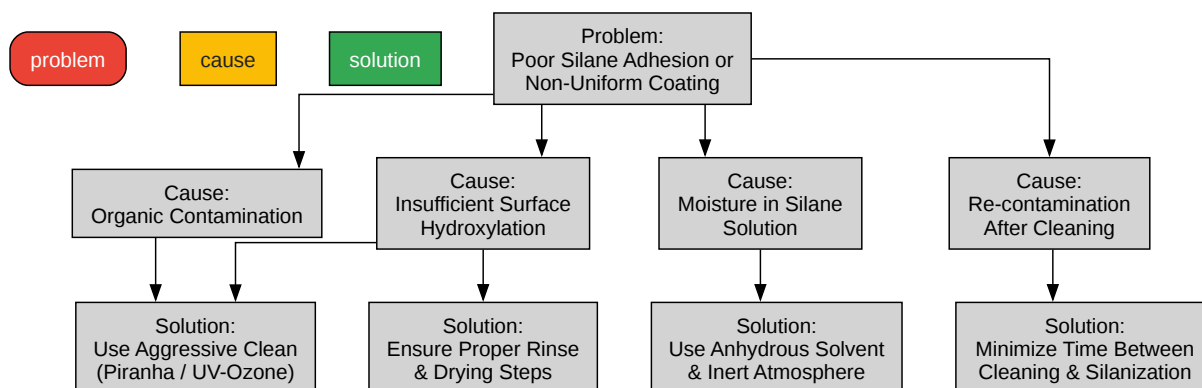 problem
cause
solution
Problem:
Poor Silane Adhesion or
Non-Uniform Coating
Cause:
Organic Contamination
Cause:
Insufficient Surface
Hydroxylation
Cause:
Moisture in Silane
Solution
Cause:
Re-contamination
After Cleaning
Solution:
Use Aggressive Clean
(Piranha / UV-Ozone)
Solution:
Ensure Proper Rinse
& Drying Steps
Solution:
Use Anhydrous Solvent
& Inert Atmosphere
Solution:
Minimize Time Between
Cleaning & Silanization